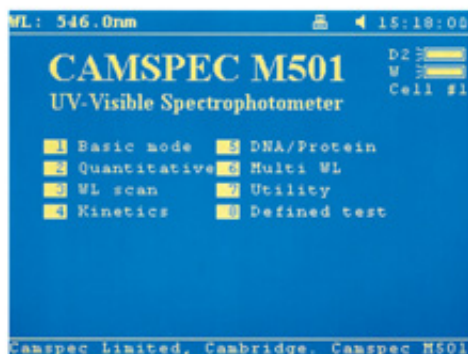 WL: 546.0nm 15:18:00
CAMSPEC M501
UV-Visible Spectrophotometer
D2
W
Cell #1
1 Basic mode 5 DNA/Protein
2 Quantitative 6 Multi WL
3 WL scan 7 Utility
4 Kinetics 8 Defined test
Camspec Limited, Cambridge. Camspec M501